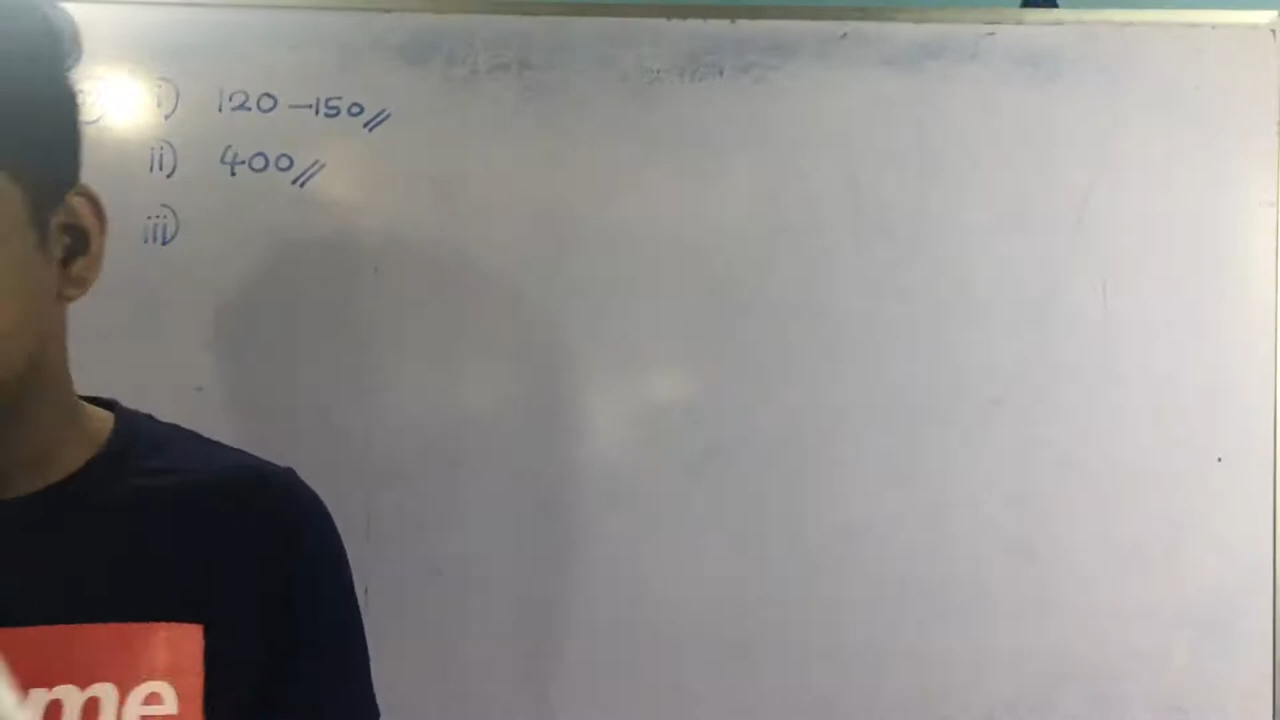 i) 120 – 150//
ii) 400//
iii)
me